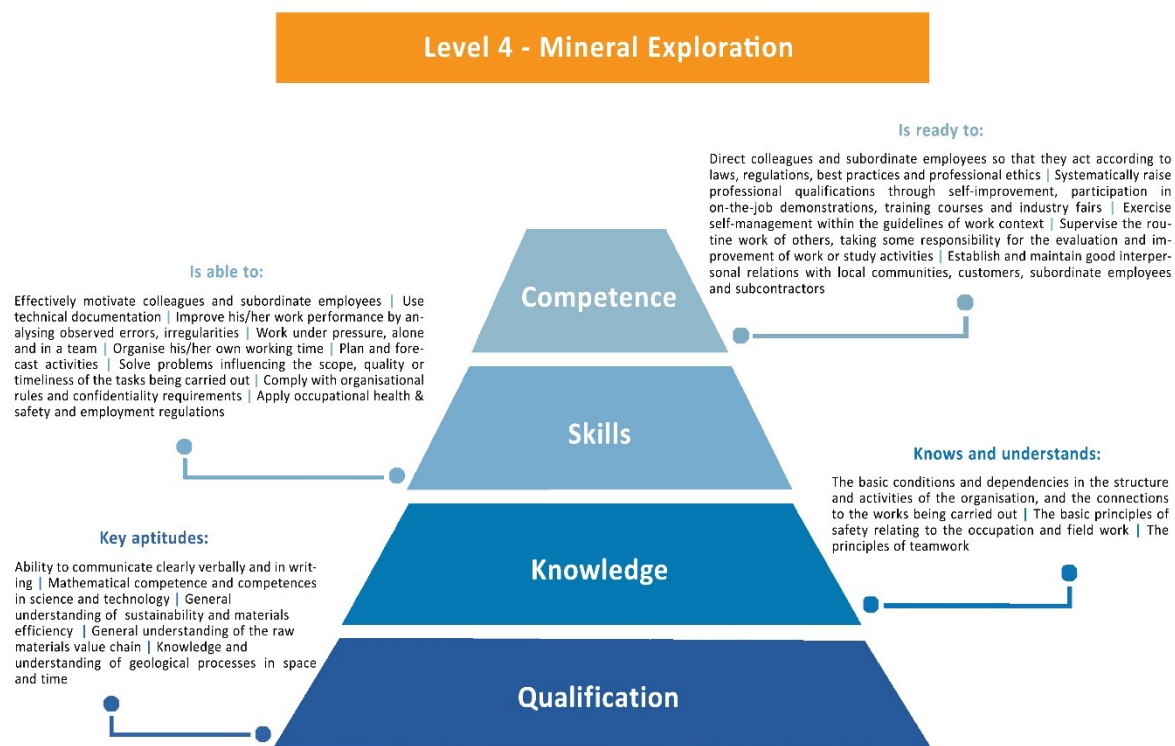 Level 4 - Mineral Exploration
Is ready to:
Direct colleagues and subordinate employees so that they act according to
laws, regulations, best practices and professional ethics | Systematically raise
professional qualifications through self-improvement, participation in
on-the-job demonstrations, training courses and industry fairs | Exercise
self-management within the guidelines of work context | Supervise the rou-
tine work of others, taking some responsibility for the evaluation and im-
provement of work or study activities | Establish and maintain good interper-
sonal relations with local communities, customers, subordinate employees
and subcontractors
Competence
Is able to:
Effectively motivate colleagues and subordinate employees | Use
technical documentation | Improve his/her work performance by an-
alysing observed errors, irregularities | Work under pressure, alone
and in a team | Organise his/her own working time | Plan and fore-
cast activities | Solve problems influencing the scope, quality or
timeliness of the tasks being carried out | Comply with organisational
rules and confidentiality requirements | Apply occupational health &
safety and employment regulations
Skills
Knows and understands:
The basic conditions and dependencies in the structure
and activities of the organisation, and the connections
to the works being carried out | The basic principles of
safety relating to the occupation and field work | The
principles of teamwork
Knowledge
Key aptitudes:
Ability to communicate clearly verbally and in writ-
ing | Mathematical competence and competences
in science and technology | General
understanding of sustainability and materials
efficiency | General understanding of the raw
materials value chain | Knowledge and
understanding of geological processes in space
and time
Qualification